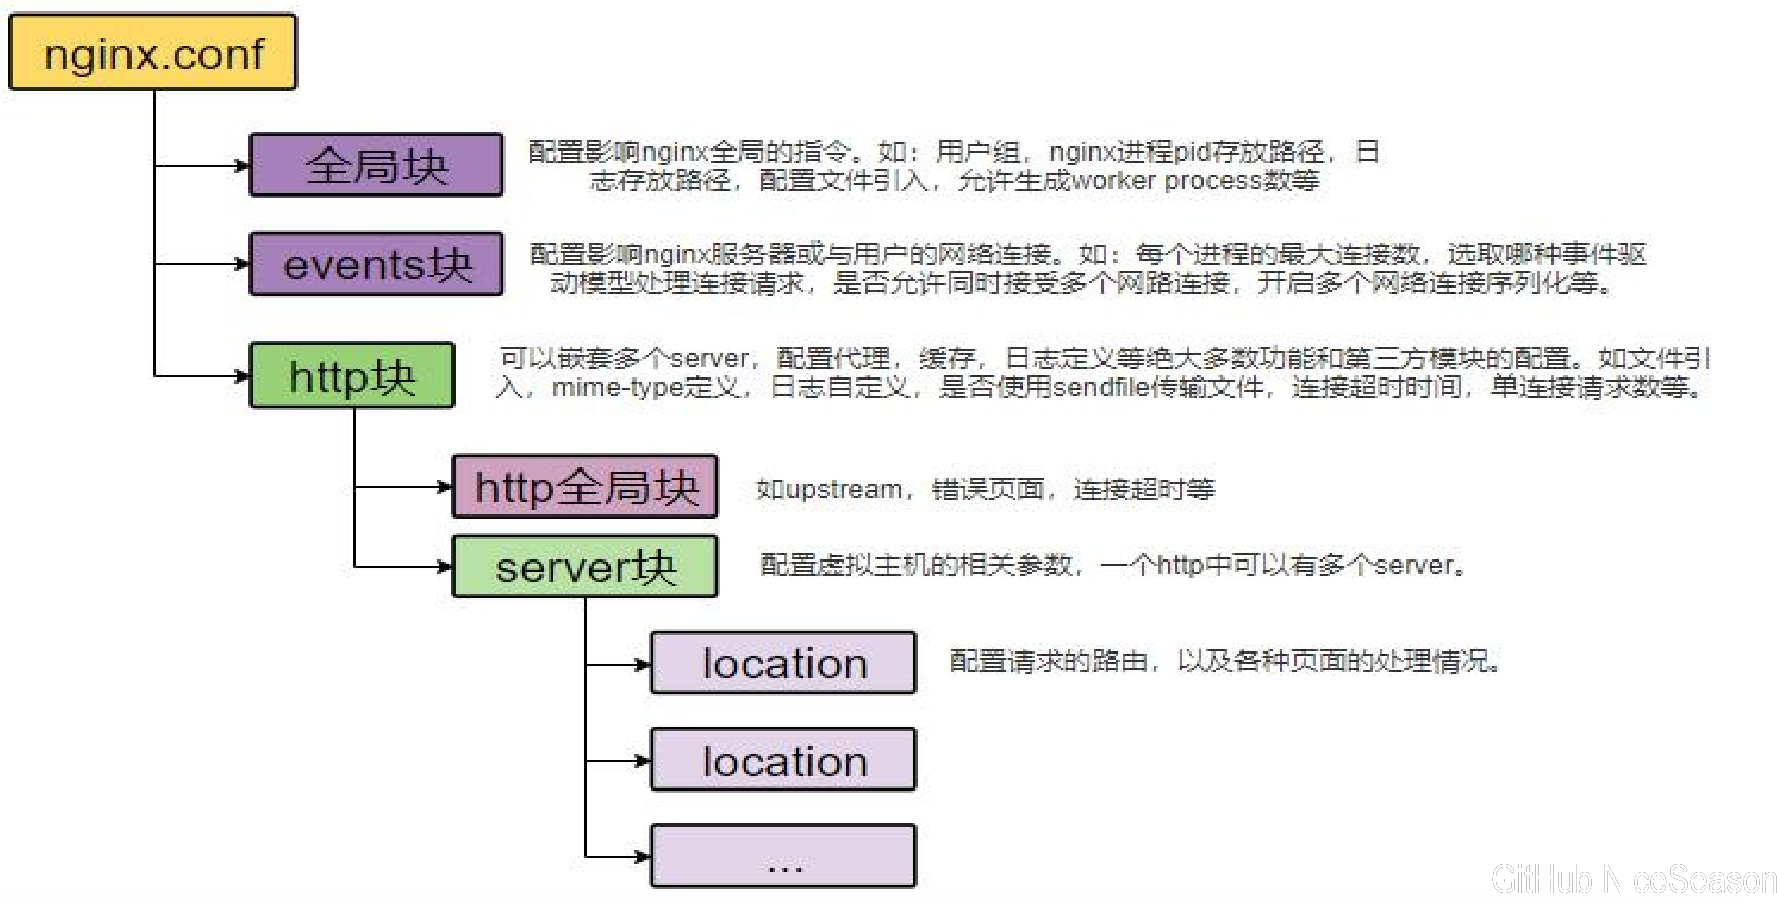 nginx.conf
全局块
配置影响nginx全局的指令。如：用户组，nginx进程pid存放路径，日
志存放路径，配置文件引入，允许生成worker process数等
events块
配置影响nginx服务器或与用户的网络连接。如：每个进程的最大连接数，选取哪种事件驱
动模型处理连接请求，是否允许同时接受多个网路连接，开启多个网络连接序列化等。
http块
可以嵌套多个server，配置代理，缓存，日志定义等绝大多数功能和第三方模块的配置。如文件引
入，mime-type定义，日志自定义，是否使用sendfile传输文件，连接超时时间，单连接请求数等。
http全局块
如upstream，错误页面，连接超时等
server块
配置虚拟主机的相关参数，一个http中可以有多个server。
location
配置请求的路由，以及各种页面的处理情况。
location
...
GitHub NiceSeason